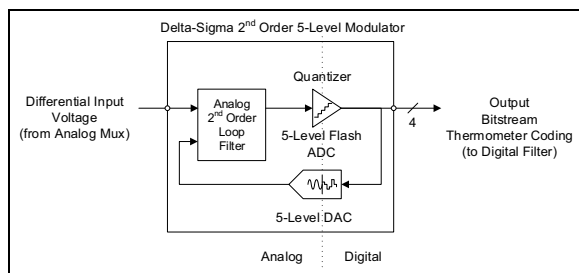 Delta-Sigma 2nd Order 5-Level Modulator
Differential Input
Voltage
(from Analog Mux)
Analog
2nd Order
Loop
Filter
Quantizer
5-Level Flash
ADC
4
Output
Bitstream
Thermometer Coding
(to Digital Filter)
5-Level DAC
Analog
Digital